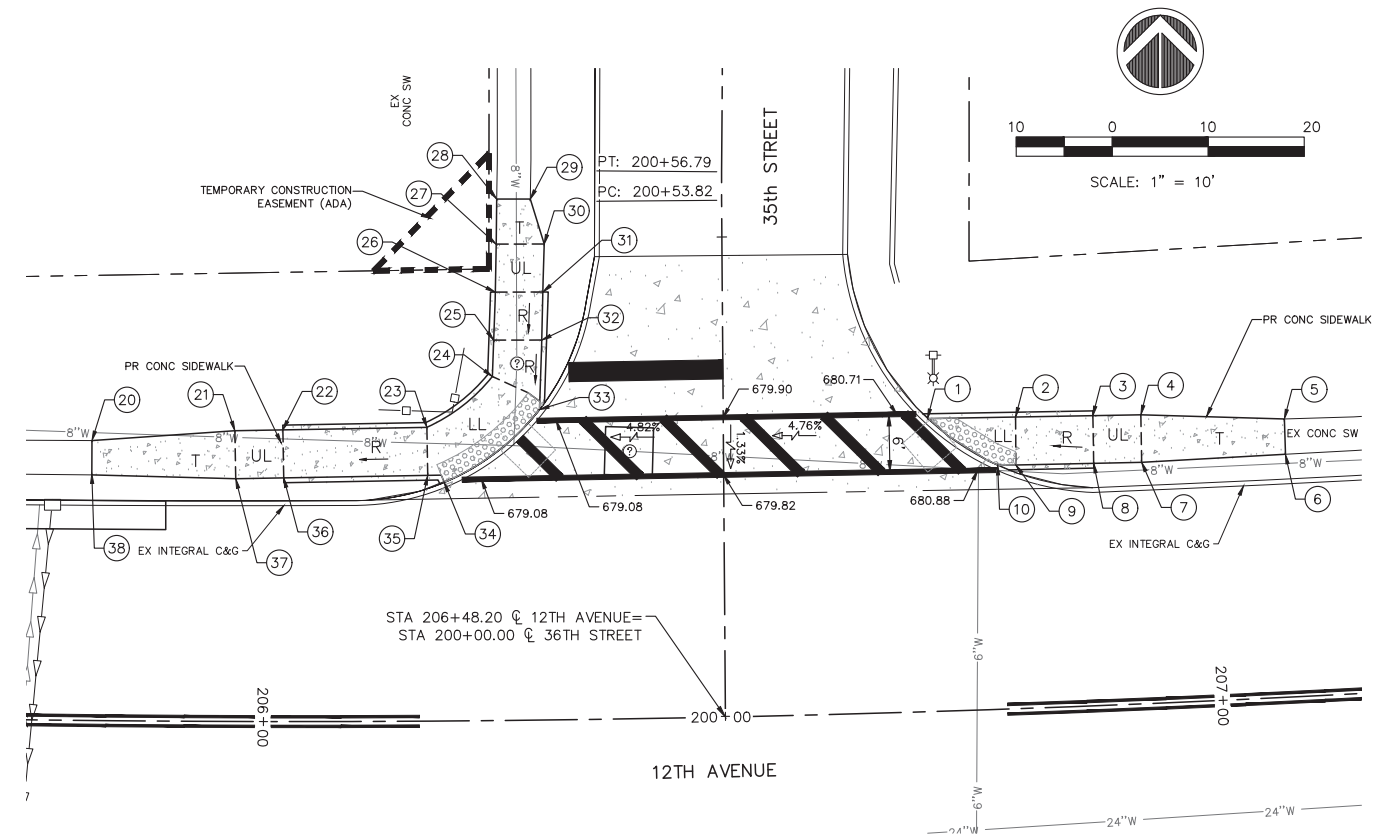 10 0 10 20
SCALE: 1" = 10'
EX
CONC SW
35th STREET
28
8"W
29
PT: 200+56.79
27
TEMPORARY CONSTRUCTION
EASEMENT (ADA)
PC: 200+53.82
T
30
26
31
UL
25
R
32
PR CONC SIDEWALK
24
?
R
PR CONC SIDEWALK
679.90
680.71
20
21
22
23
33
1
2
3
4
5
8"W
8"W
LL
4.82%
4.76%
LL
R
UL
T
EX CONC SW
T
UL
R
?
1.33%
8"W
6'
8"W
8"W
679.08
679.08
679.82
680.88
38
EX INTEGRAL C&G
37
36
35
34
10
9
8
7
6
EX INTEGRAL C&G
STA 206+48.20 ℄ 12TH AVENUE=
STA 200+00.00 ℄ 36TH STREET
6"W
206+00
200+00
207+00
12TH AVENUE
6"W
24"W
24"W
24"W